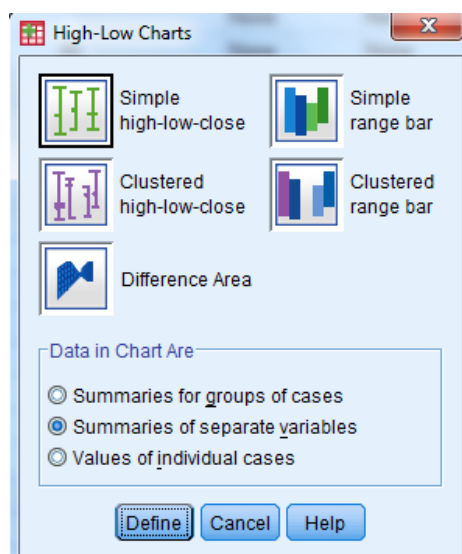 High-Low Charts
Simple
high-low-close
Simple
range bar
Clustered
high-low-close
Clustered
range bar
Difference Area
Data in Chart Are
Summaries for groups of cases
Summaries of separate variables
Values of individual cases
Define Cancel Help